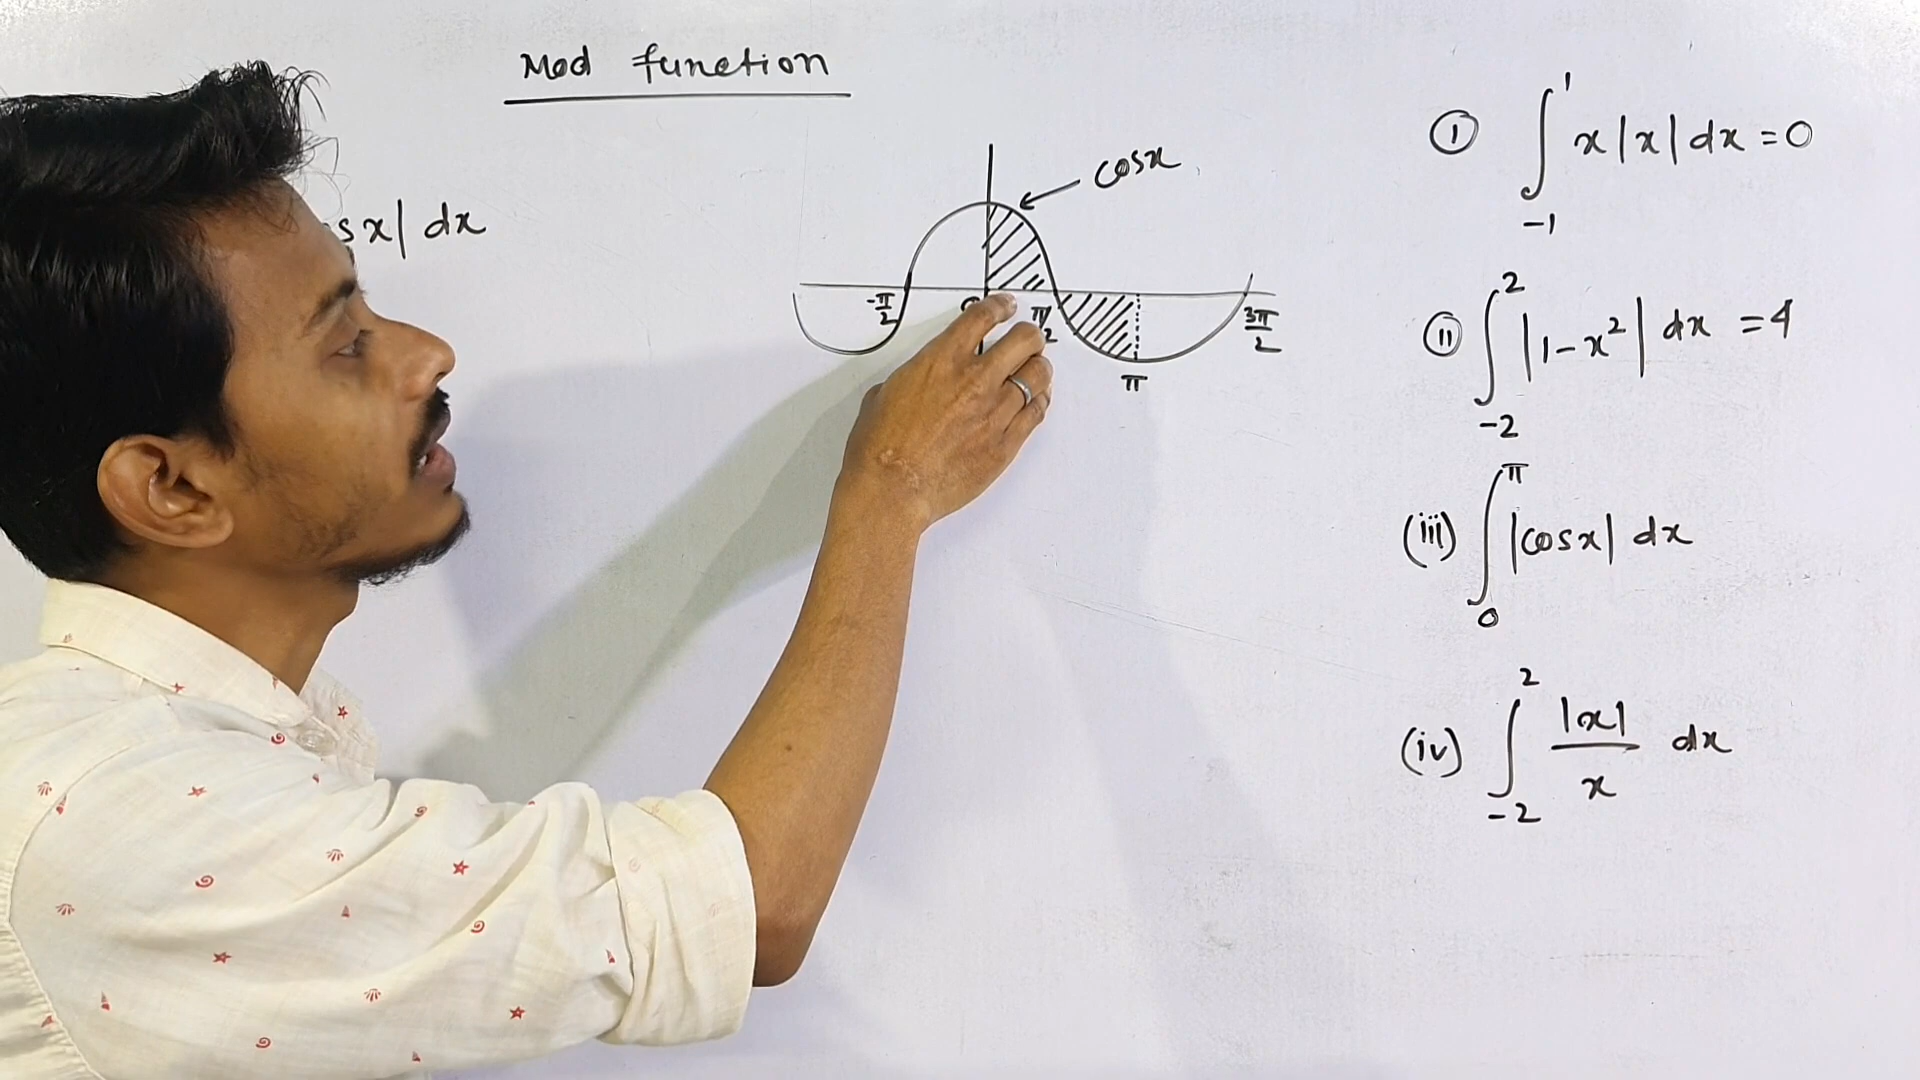 Mod function
sx| dx
cosx
-π/2
π/2
3π/2
π
(i) ∫_{-1}^{1} x|x| dx = 0
(ii) ∫_{-2}^{2} |1-x²| dx = 4
(iii) ∫_{0}^{π} |cosx| dx
(iv) ∫_{-2}^{2} |x|/x dx